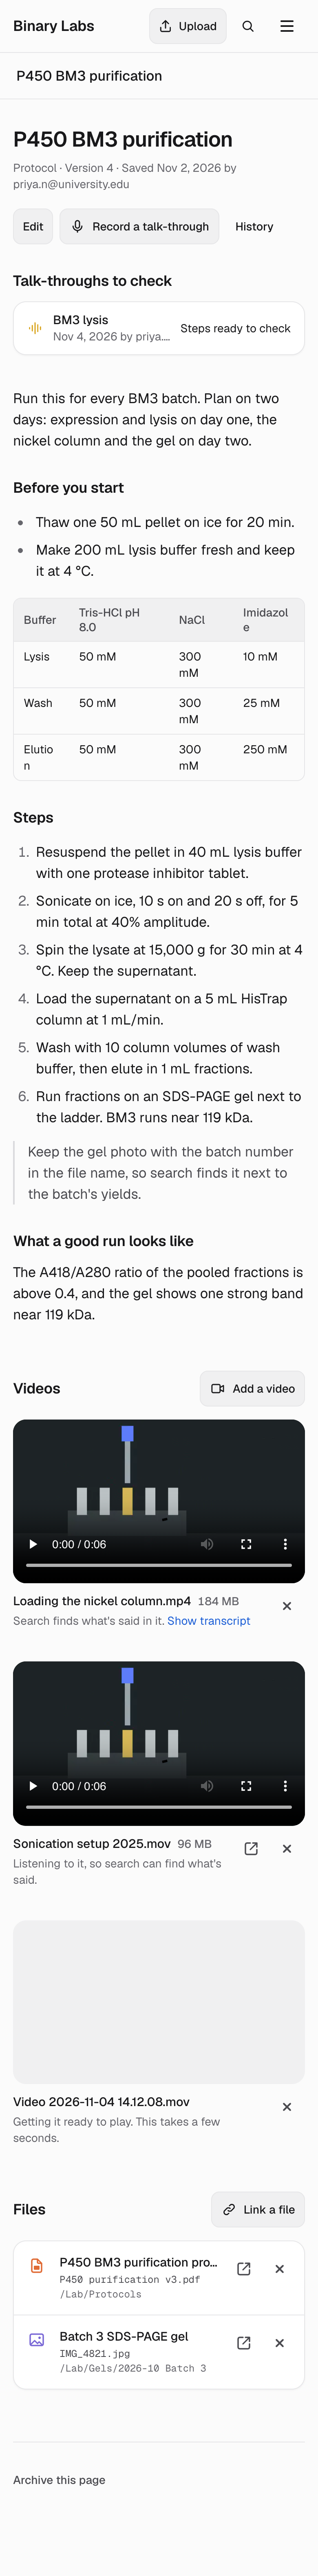 Binary Labs
Upload
P450 BM3 purification
P450 BM3 purification
Protocol · Version 4 · Saved Nov 2, 2026 by
priya.n@university.edu
Edit
Record a talk-through
History
Talk-throughs to check
BM3 lysis
Nov 4, 2026 by priya....
Steps ready to check
Run this for every BM3 batch. Plan on two
days: expression and lysis on day one, the
nickel column and the gel on day two.
Before you start
• Thaw one 50 mL pellet on ice for 20 min.
• Make 200 mL lysis buffer fresh and keep
it at 4 °C.
Buffer
Tris-HCl pH
8.0
NaCl
Imidazol
e
Lysis
50 mM
300
mM
10 mM
Wash
50 mM
300
mM
25 mM
Elutio
n
50 mM
300
mM
250 mM
Steps
1. Resuspend the pellet in 40 mL lysis buffer
with one protease inhibitor tablet.
2. Sonicate on ice, 10 s on and 20 s off, for 5
min total at 40% amplitude.
3. Spin the lysate at 15,000 g for 30 min at 4
°C. Keep the supernatant.
4. Load the supernatant on a 5 mL HisTrap
column at 1 mL/min.
5. Wash with 10 column volumes of wash
buffer, then elute in 1 mL fractions.
6. Run fractions on an SDS-PAGE gel next to
the ladder. BM3 runs near 119 kDa.
Keep the gel photo with the batch number
in the file name, so search finds it next to
the batch's yields.
What a good run looks like
The A418/A280 ratio of the pooled fractions is
above 0.4, and the gel shows one strong band
near 119 kDa.
Videos
Add a video
0:00 / 0:06
Loading the nickel column.mp4 184 MB
Search finds what's said in it. Show transcript
0:00 / 0:06
Sonication setup 2025.mov 96 MB
Listening to it, so search can find what's
said.
Video 2026-11-04 14.12.08.mov
Getting it ready to play. This takes a few
seconds.
Files
Link a file
P450 BM3 purification pro...
P450 purification v3.pdf
/Lab/Protocols
Batch 3 SDS-PAGE gel
IMG_4821.jpg
/Lab/Gels/2026-10 Batch 3
Archive this page